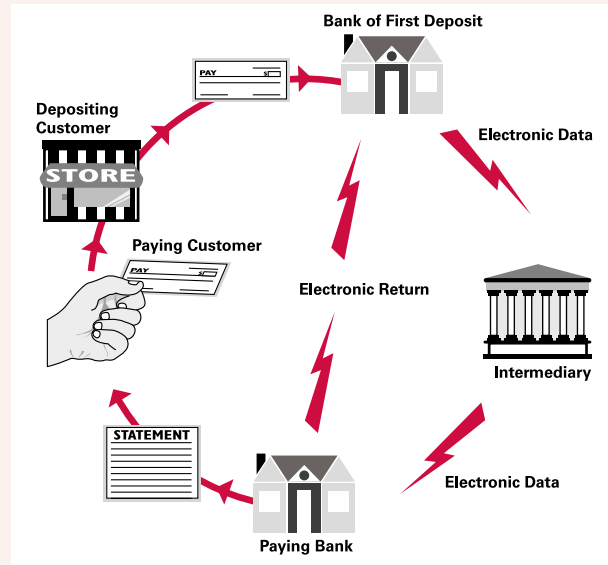 Bank of First Deposit
PAY $
Depositing
Customer
Electronic Data
STORE
Paying Customer
PAY $
Electronic Return
Intermediary
STATEMENT
Electronic Data
Paying Bank